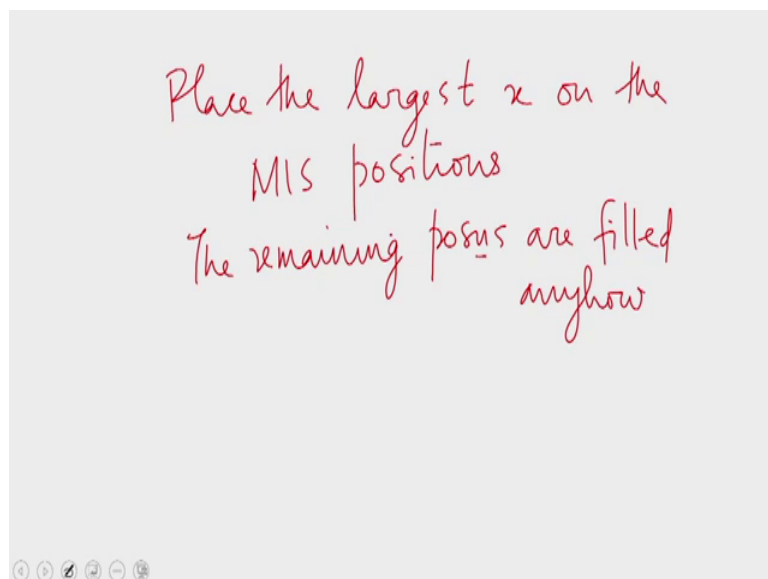 Place the largest x on the
MIS positions
The remaining posns are filled
anyhow